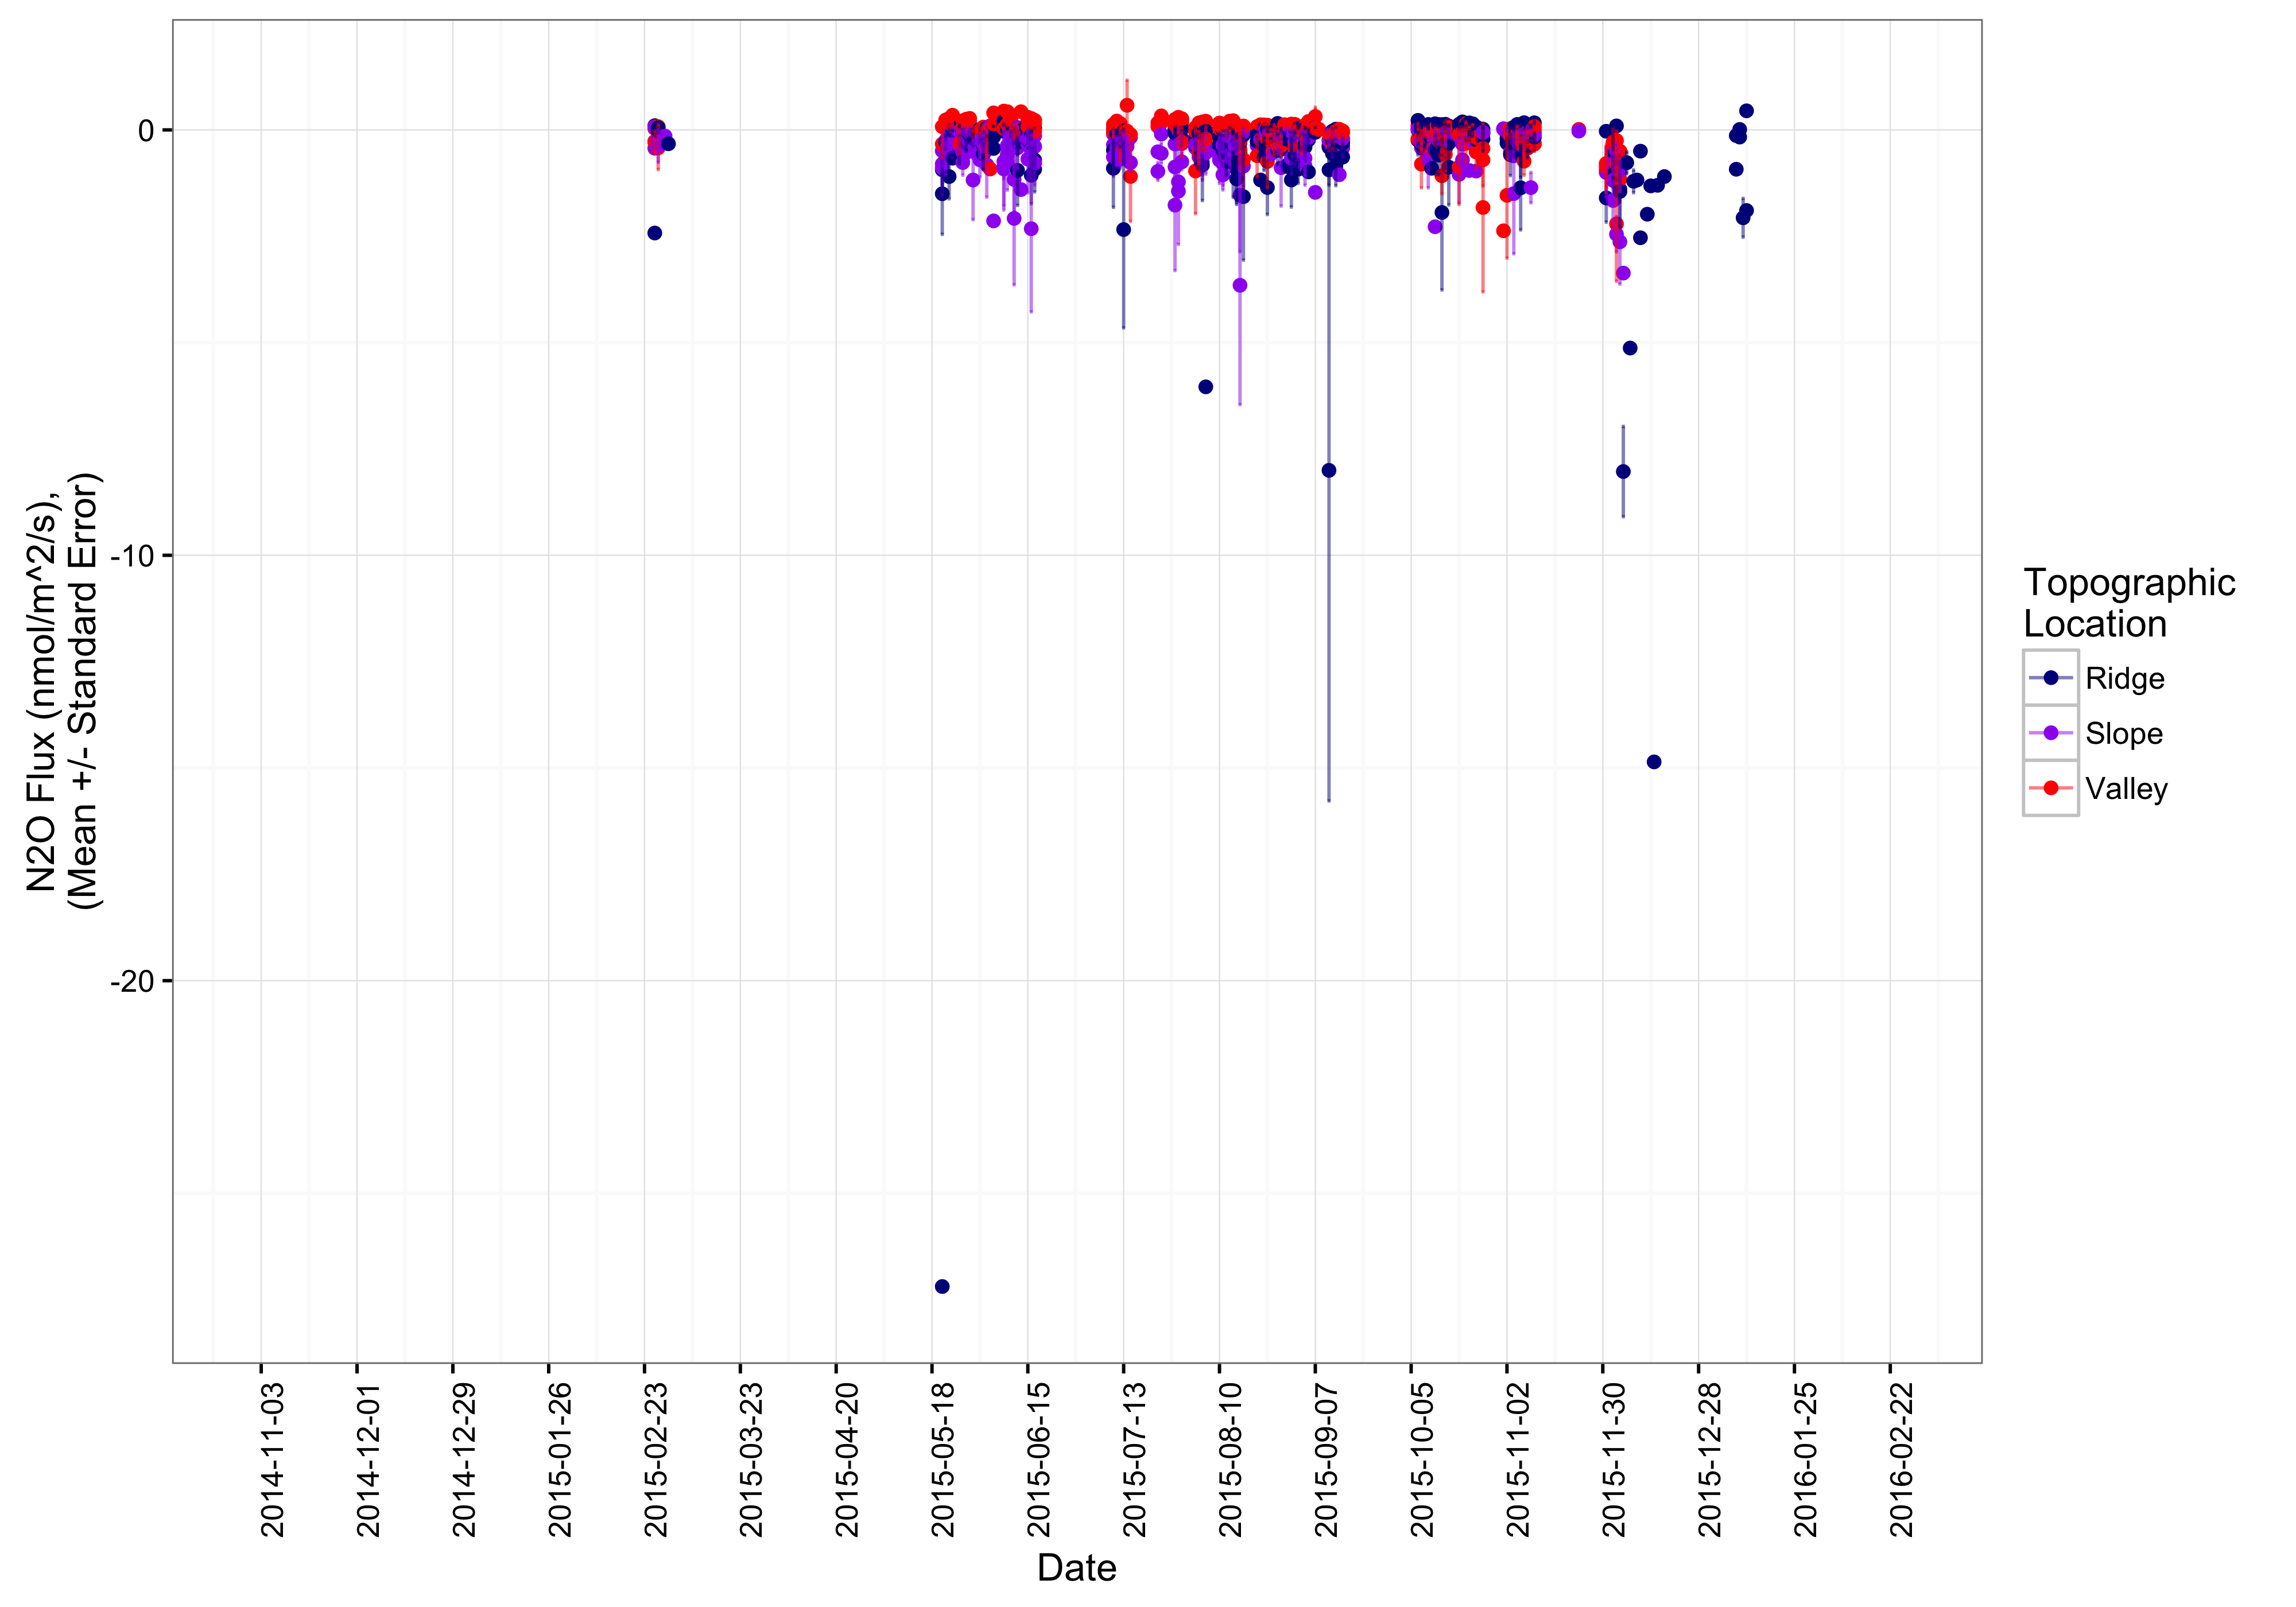 N2O Flux (nmol/m^2/s),
(Mean +/- Standard Error)
0
-10
-20
2014-11-03
2014-12-01
2014-12-29
2015-01-26
2015-02-23
2015-03-23
2015-04-20
2015-05-18
2015-06-15
2015-07-13
2015-08-10
2015-09-07
2015-10-05
2015-11-02
2015-11-30
2015-12-28
2016-01-25
2016-02-22
Date
Topographic
Location
Ridge
Slope
Valley